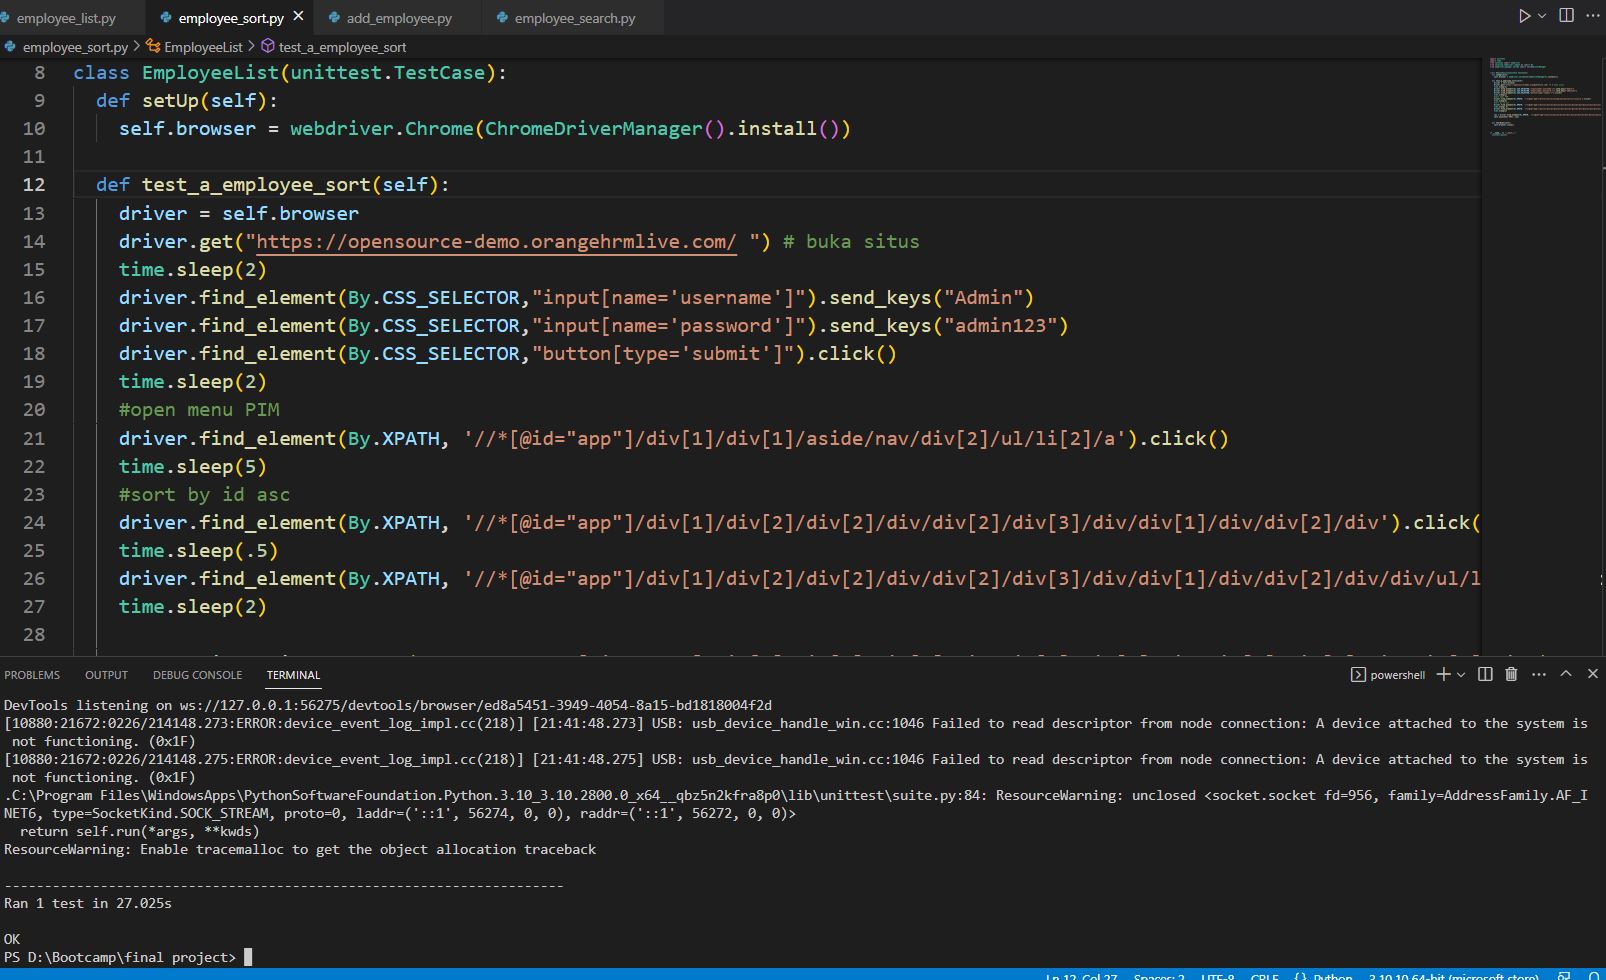 employee_list.py employee_sort.py add_employee.py employee_search.py
employee_sort.py > EmployeeList > test_a_employee_sort
8 class EmployeeList(unittest.TestCase):
9 def setUp(self):
10 self.browser = webdriver.Chrome(ChromeDriverManager().install())
11
12 def test_a_employee_sort(self):
13 driver = self.browser
14 driver.get("https://opensource-demo.orangehrmlive.com/ ") # buka situs
15 time.sleep(2)
16 driver.find_element(By.CSS_SELECTOR,"input[name='username']").send_keys("Admin")
17 driver.find_element(By.CSS_SELECTOR,"input[name='password']").send_keys("admin123")
18 driver.find_element(By.CSS_SELECTOR,"button[type='submit']").click()
19 time.sleep(2)
20 #open menu PIM
21 driver.find_element(By.XPATH, '//*[@id="app"]/div[1]/div[1]/aside/nav/div[2]/ul/li[2]/a').click()
22 time.sleep(5)
23 #sort by id asc
24 driver.find_element(By.XPATH, '//*[@id="app"]/div[1]/div[2]/div[2]/div/div[2]/div[3]/div/div[1]/div/div[2]/div').click(
25 time.sleep(.5)
26 driver.find_element(By.XPATH, '//*[@id="app"]/div[1]/div[2]/div[2]/div/div[2]/div[3]/div/div[1]/div/div[2]/div/div/ul/l
27 time.sleep(2)
28
PROBLEMS OUTPUT DEBUG CONSOLE TERMINAL powershell
DevTools listening on ws://127.0.0.1:56275/devtools/browser/ed8a5451-3949-4054-8a15-bd1818004f2d
[10880:21672:0226/214148.273:ERROR:device_event_log_impl.cc(218)] [21:41:48.273] USB: usb_device_handle_win.cc:1046 Failed to read descriptor from node connection: A device attached to the system is
not functioning. (0x1F)
[10880:21672:0226/214148.275:ERROR:device_event_log_impl.cc(218)] [21:41:48.275] USB: usb_device_handle_win.cc:1046 Failed to read descriptor from node connection: A device attached to the system is
not functioning. (0x1F)
.C:\Program Files\WindowsApps\PythonSoftwareFoundation.Python.3.10_3.10.2800.0_x64__qbz5n2kfra8p0\lib\unittest\suite.py:84: ResourceWarning: unclosed <socket.socket fd=956, family=AddressFamily.AF_I
NET6, type=SocketKind.SOCK_STREAM, proto=0, laddr=('::1', 56274, 0, 0), raddr=('::1', 56272, 0, 0)>
return self.run(*args, **kwds)
ResourceWarning: Enable tracemalloc to get the object allocation traceback
----------------------------------------------------------------------
Ran 1 test in 27.025s
OK
PS D:\Bootcamp\final project>
Ln 12, Col 27 Spaces: 2 UTF-8 CRLF {} Python 3.10.10 64-bit (microsoft store)